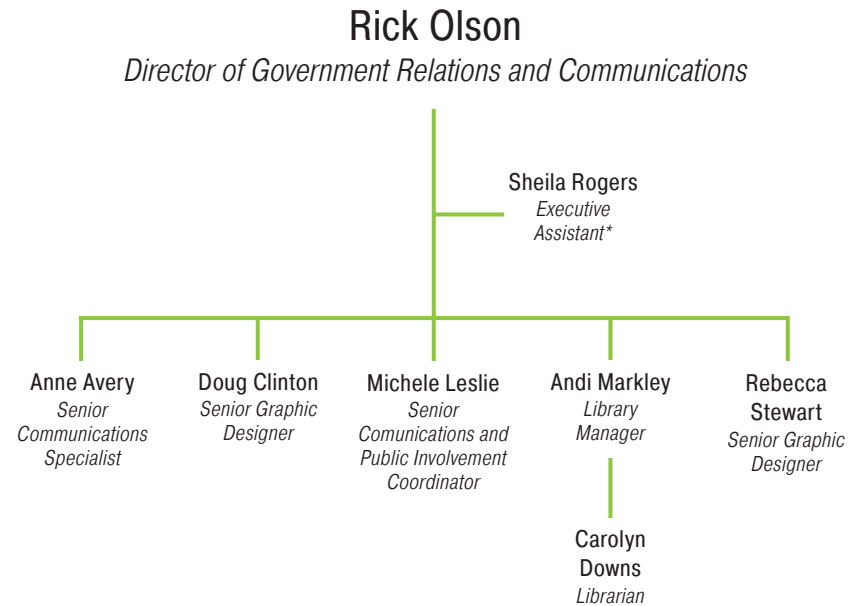 Rick Olson
Director of Government Relations and Communications
Sheila Rogers
Executive
Assistant*
Anne Avery
Senior
Communications
Specialist
Doug Clinton
Senior Graphic
Designer
Michele Leslie
Senior
Comunications and
Public Involvement
Coordinator
Andi Markley
Library
Manager
Rebecca
Stewart
Senior Graphic
Designer
Carolyn
Downs
Librarian